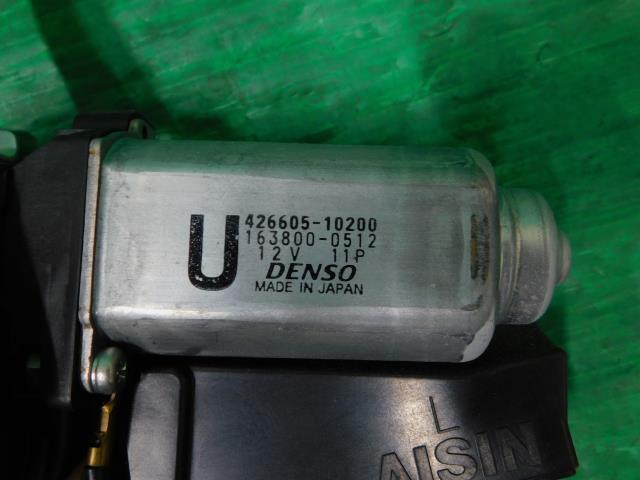 U
426605-10200
163800-0512
12V 11P
DENSO
MADE IN JAPAN
L
AISIN